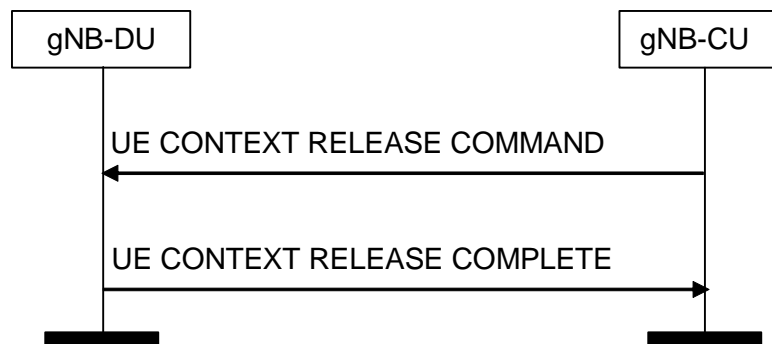 gNB-DU
gNB-CU
UE CONTEXT RELEASE COMMAND
UE CONTEXT RELEASE COMPLETE